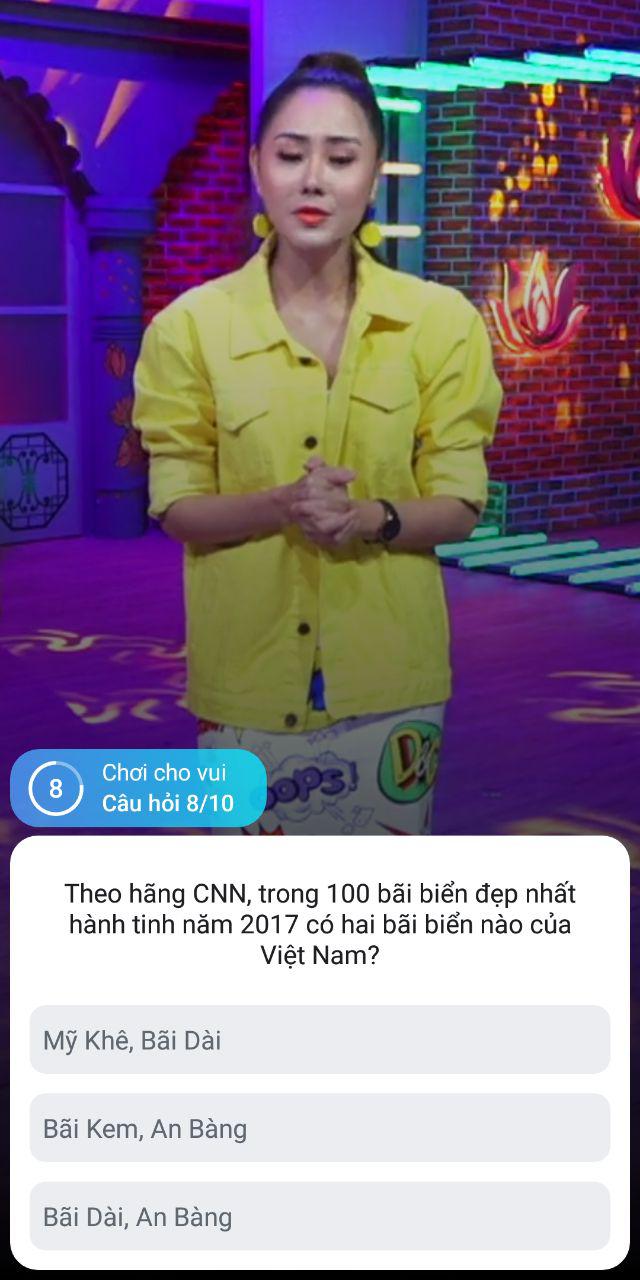 OOPS!
D&G
8
Chơi cho vui
Câu hỏi 8/10
Theo hãng CNN, trong 100 bãi biển đẹp nhất
hành tinh năm 2017 có hai bãi biển nào của
Việt Nam?
Mỹ Khê, Bãi Dài
Bãi Kem, An Bàng
Bãi Dài, An Bàng